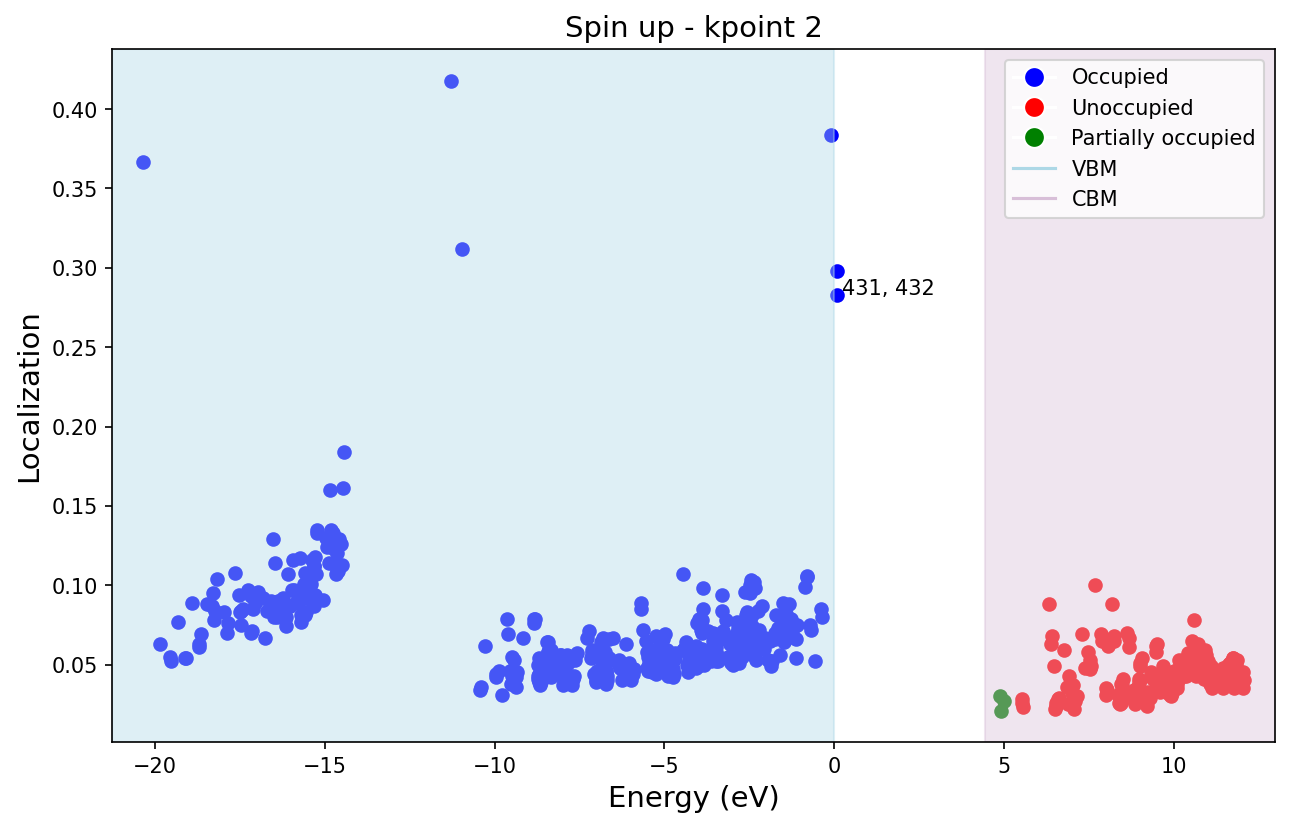 Spin up - kpoint 2
Localization
0.40
0.35
0.30
0.25
0.20
0.15
0.10
0.05
Occupied
Unoccupied
Partially occupied
VBM
CBM
431, 432
−20
−15
−10
−5
0
5
10
Energy (eV)